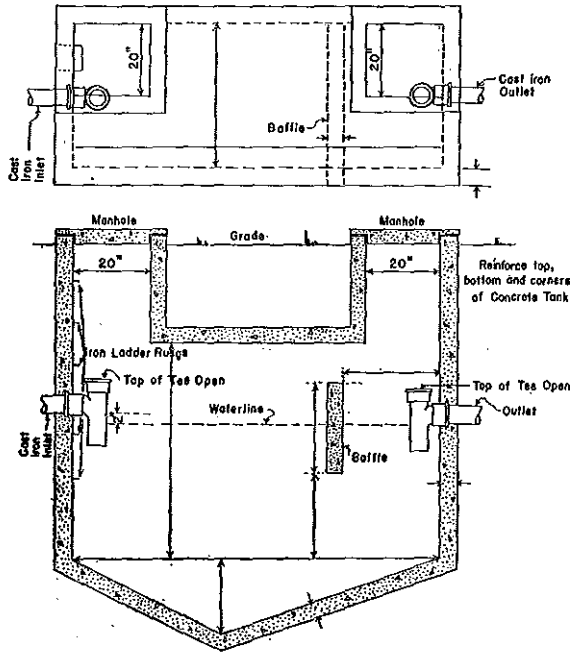 20"
20"
Cast Iron
Outlet
Baffle
Cast
Iron
Inlet
Manhole
Grade
Manhole
20"
20"
Reinforce top,
bottom and corners
of Concrete Tank
Iron Ladder Rungs
Top of Tee Open
Top of Tee Open
Waterline
Outlet
Cast
Iron
Inlet
Baffle